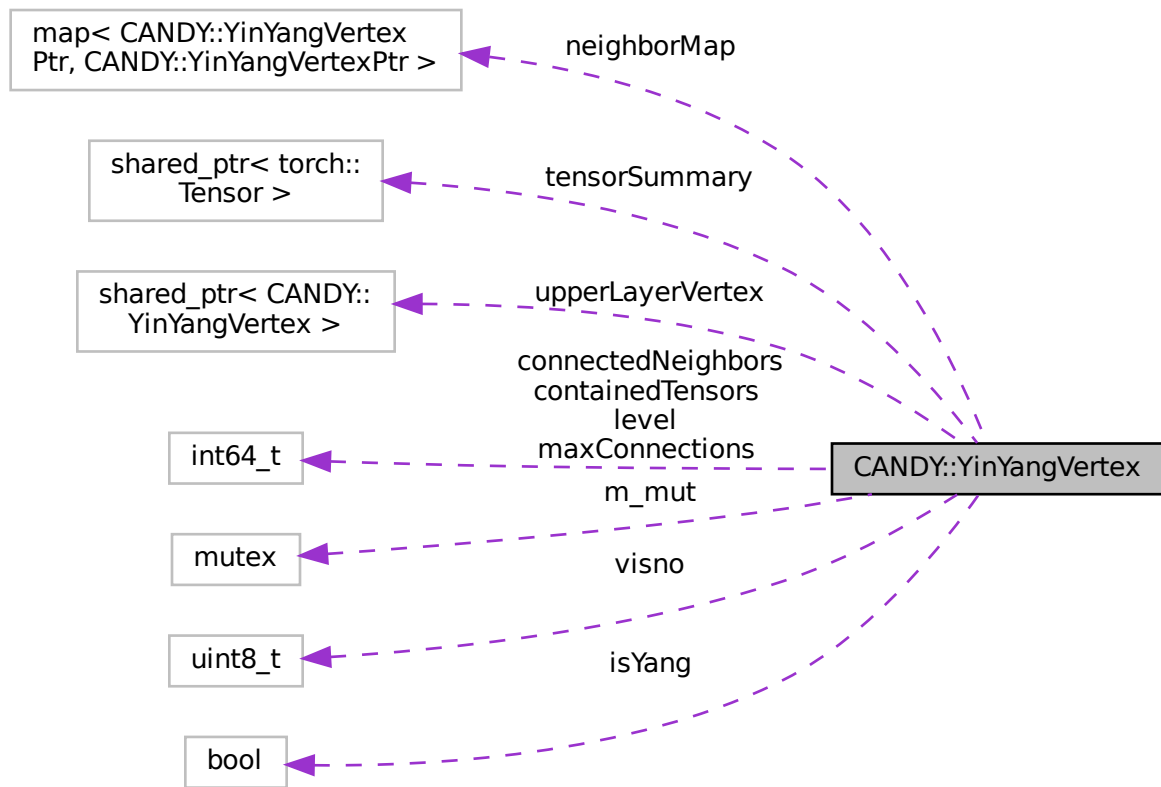 map< CANDY::YinYangVertex
Ptr, CANDY::YinYangVertexPtr >
neighborMap
shared_ptr< torch::
Tensor >
tensorSummary
shared_ptr< CANDY::
YinYangVertex >
upperLayerVertex
connectedNeighbors
containedTensors
level
maxConnections
int64_t
CANDY::YinYangVertex
m_mut
mutex
visno
uint8_t
isYang
bool